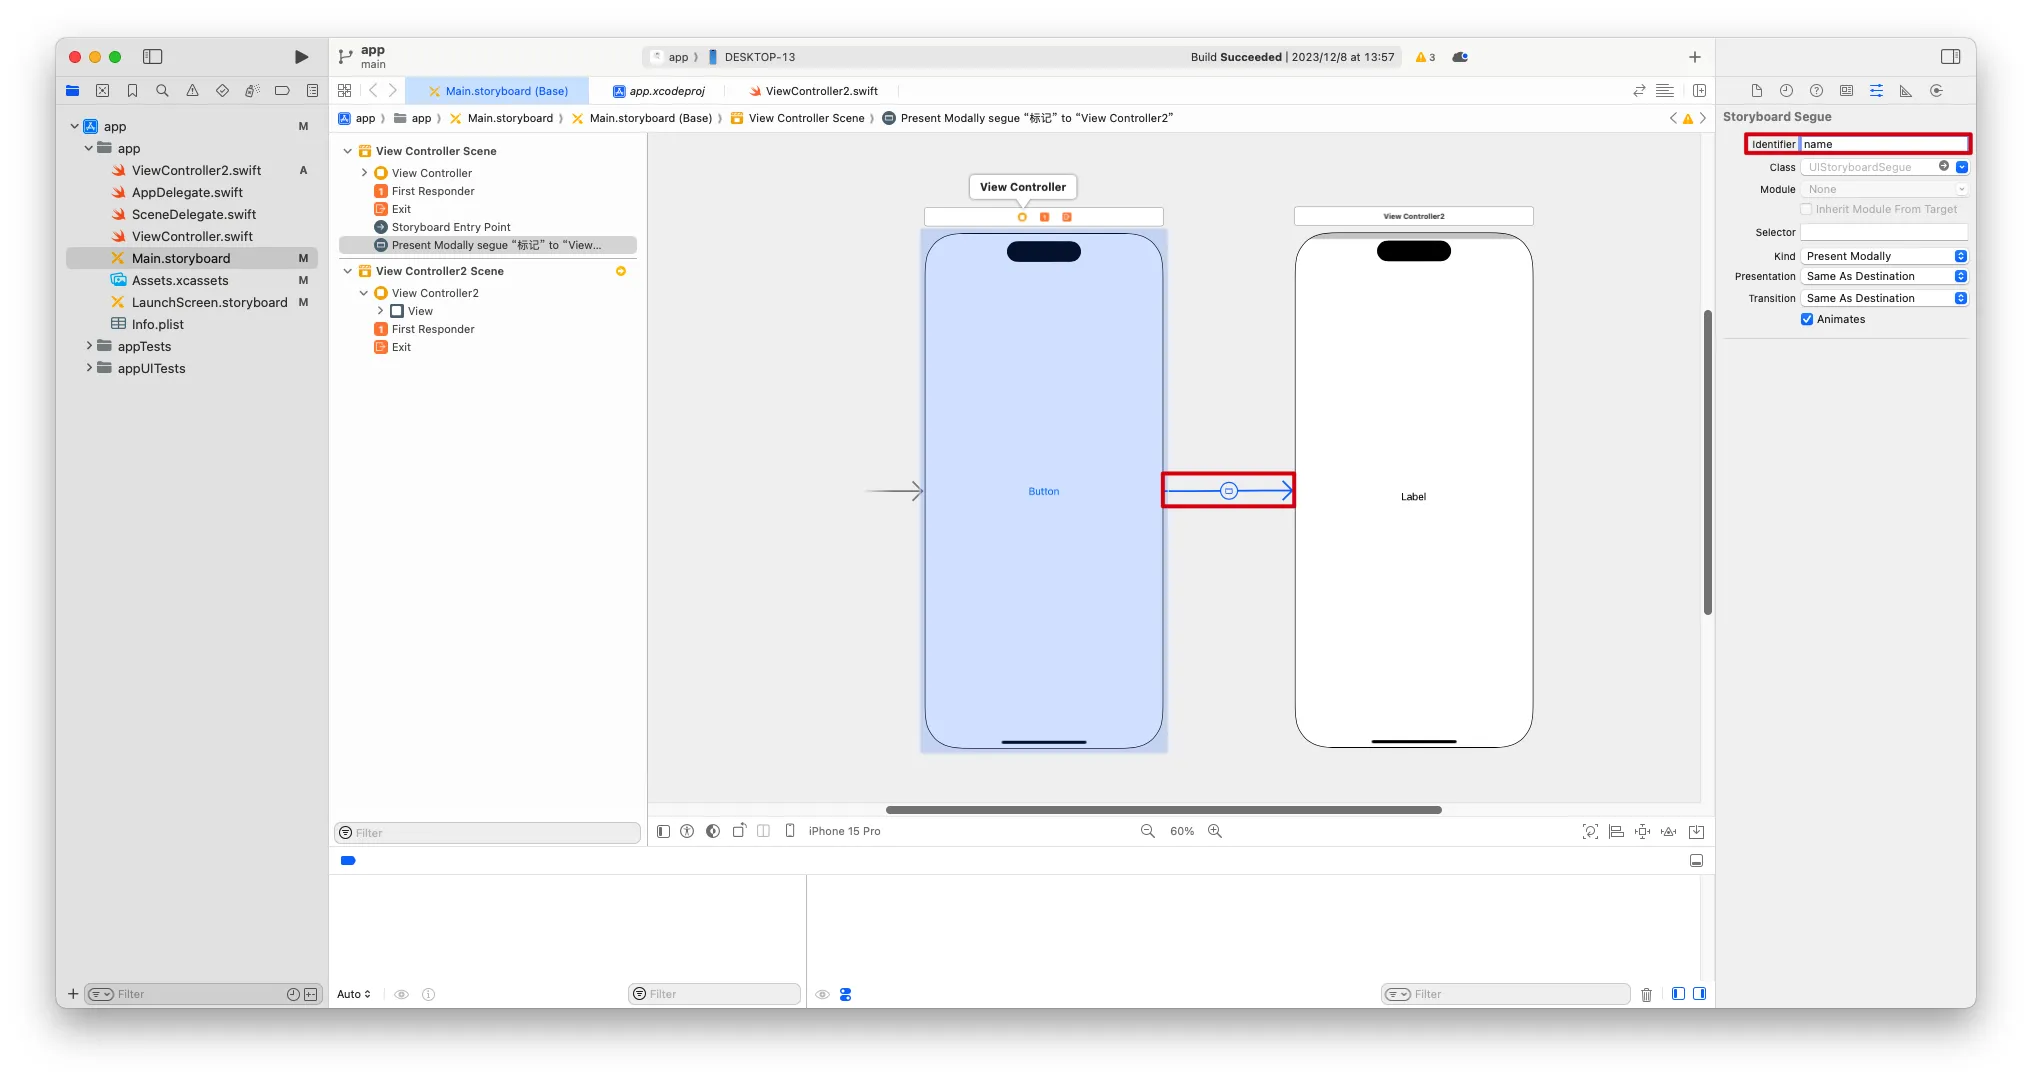 app
main
app
DESKTOP-13
Build Succeeded | 2023/12/8 at 13:57
3
Main.storyboard (Base)
app.xcodeproj
ViewController2.swift
app
app
Main.storyboard
Main.storyboard (Base)
View Controller Scene
Present Modally segue “标记” to “View Controller2”
app M
app
ViewController2.swift A
AppDelegate.swift
SceneDelegate.swift
ViewController.swift
Main.storyboard M
Assets.xcassets M
LaunchScreen.storyboard M
Info.plist
appTests
appUITests
Filter
View Controller Scene
View Controller
1 First Responder
Exit
Storyboard Entry Point
Present Modally segue “标记” to “View...
View Controller2 Scene
View Controller2
View
1 First Responder
Exit
Filter
View Controller
1
Button
View Controller2
Label
iPhone 15 Pro
60%
Auto
Filter
Filter
Storyboard Segue
Identifier name
Class UIStoryboardSegue
Module None
Inherit Module From Target
Selector
Kind Present Modally
Presentation Same As Destination
Transition Same As Destination
Animates